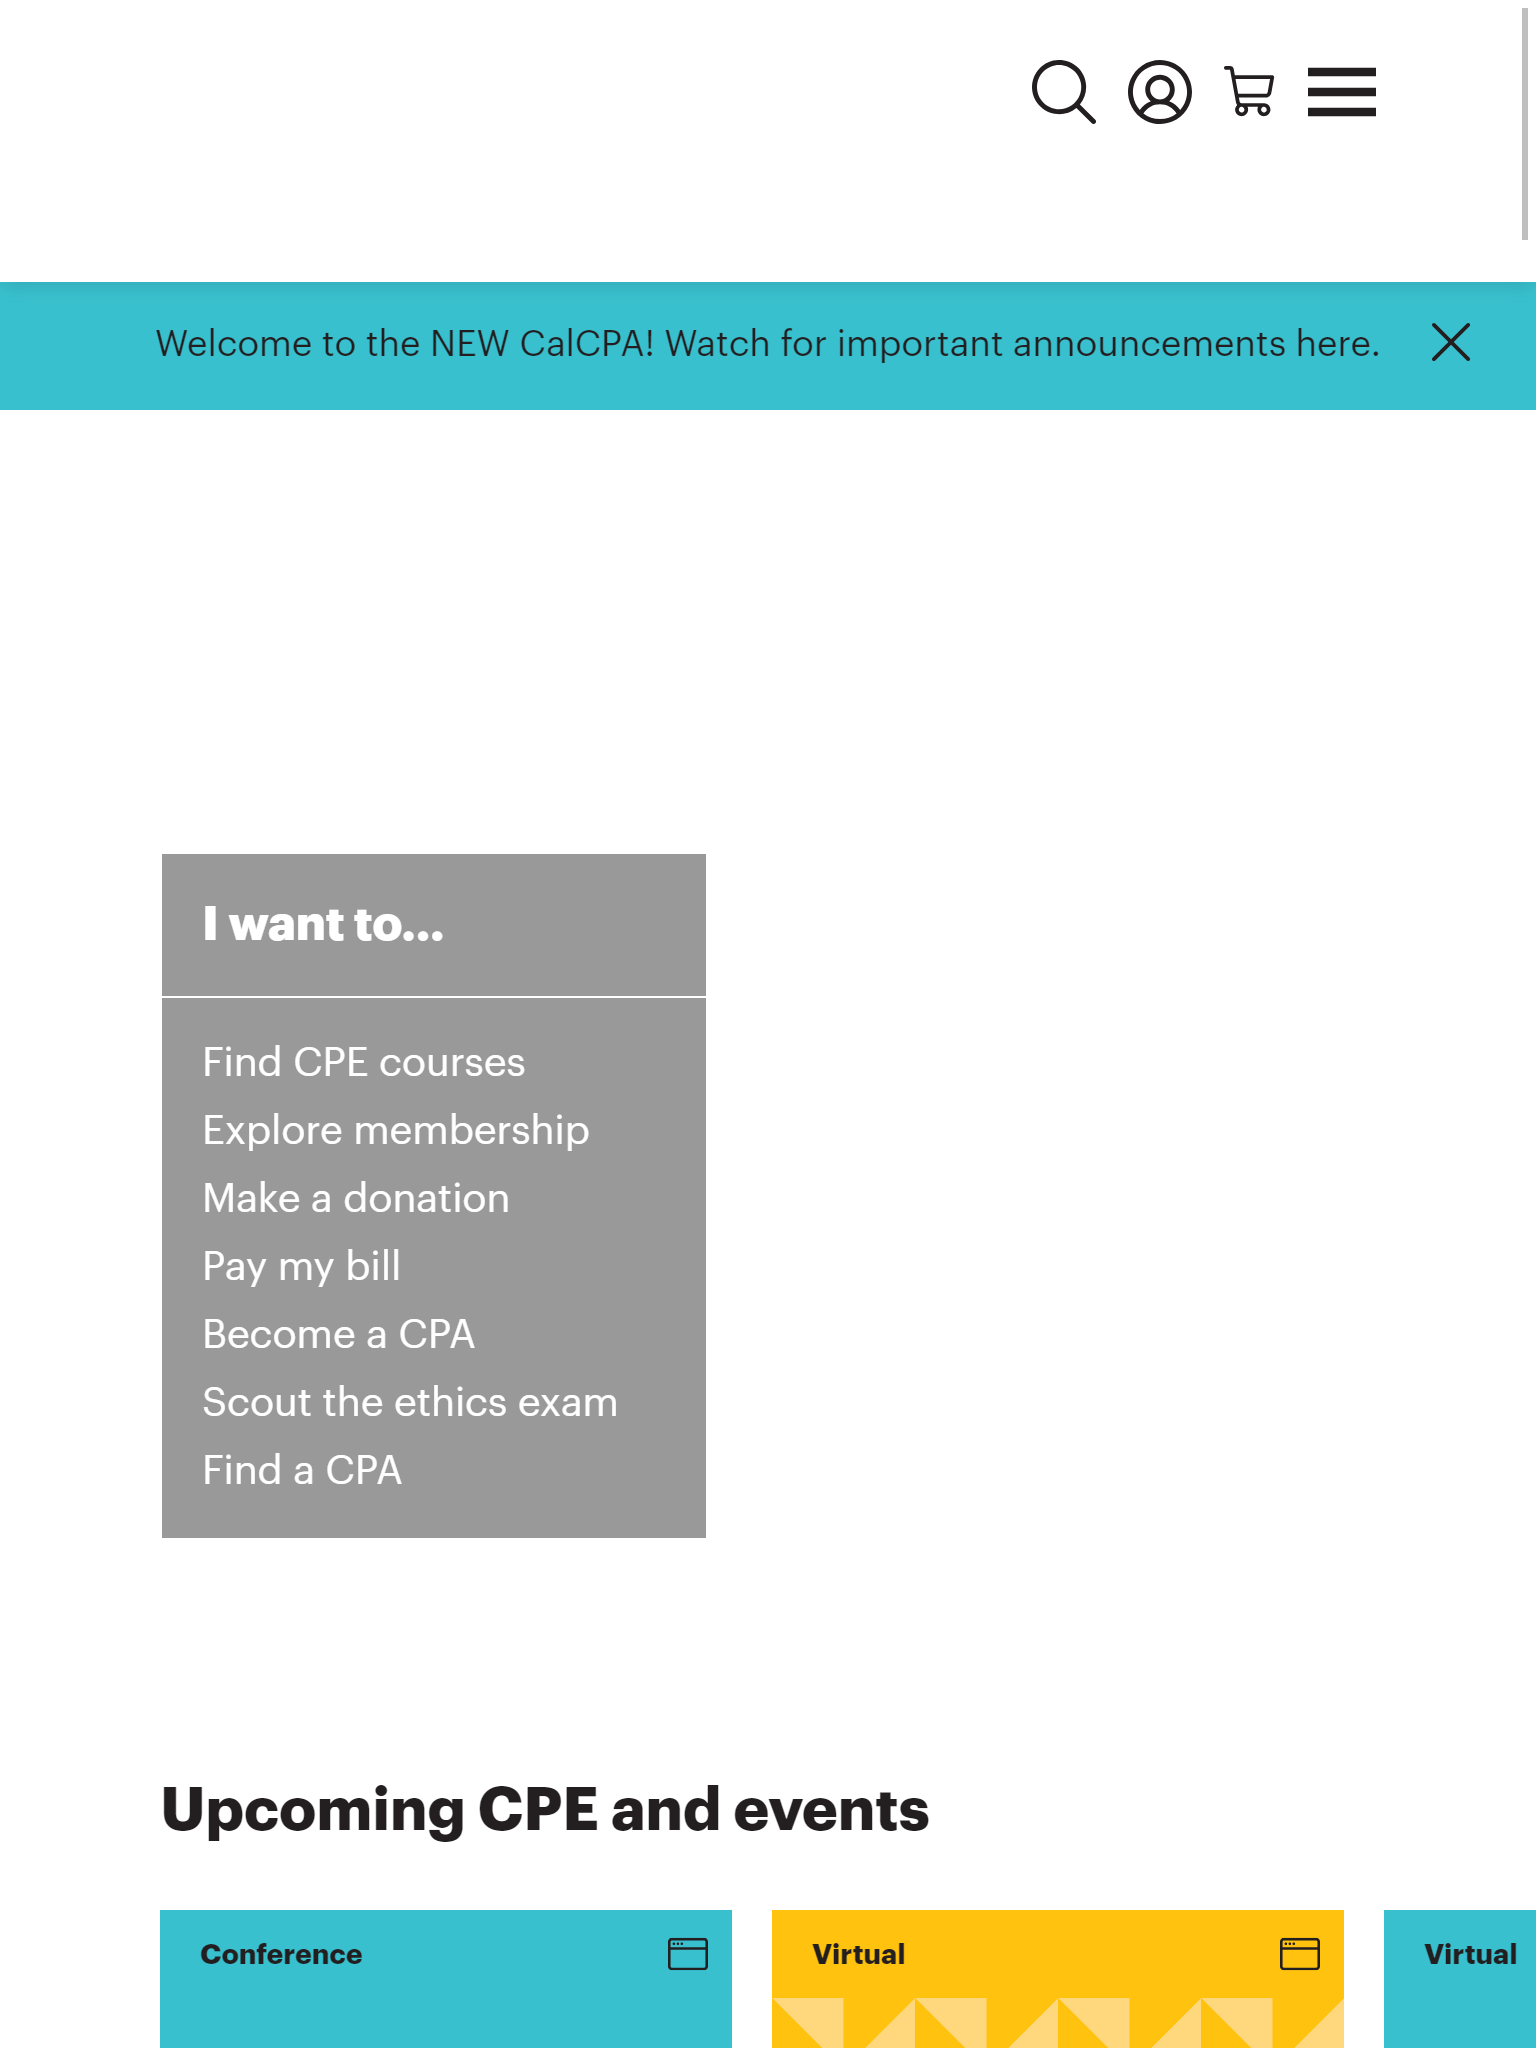 Welcome to the NEW CalCPA! Watch for important announcements here.
I want to...
Find CPE courses
Explore membership
Make a donation
Pay my bill
Become a CPA
Scout the ethics exam
Find a CPA
Upcoming CPE and events
Conference
Virtual
Virtual